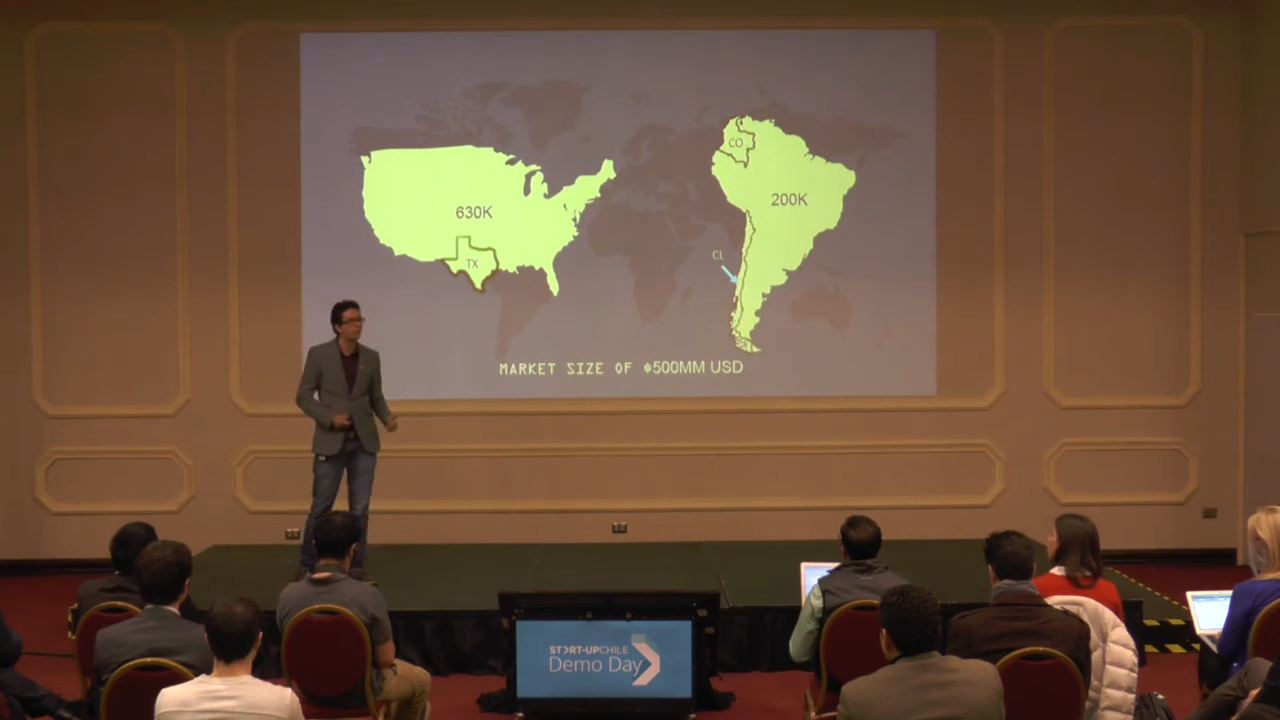 CO
200K
630K
TX
CL
MARKET SIZE OF $500MM USD
START-UPCHILE
Demo Day